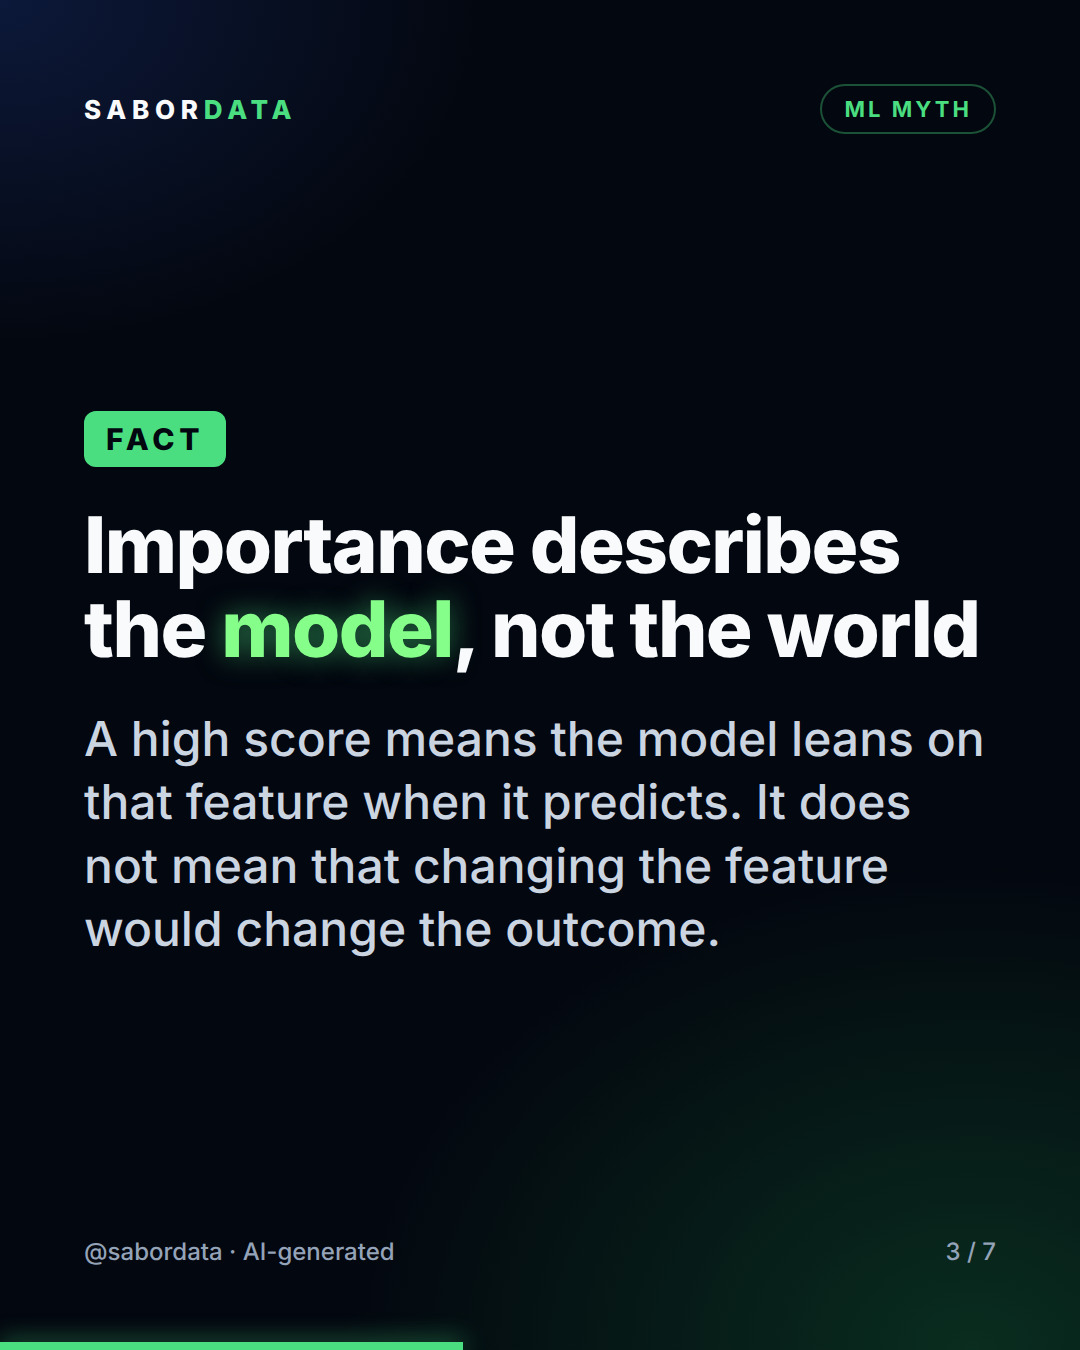 SABORDATA
ML MYTH
FACT
Importance describes
the model, not the world
A high score means the model leans on
that feature when it predicts. It does
not mean that changing the feature
would change the outcome.
@sabordata · AI-generated
3 / 7